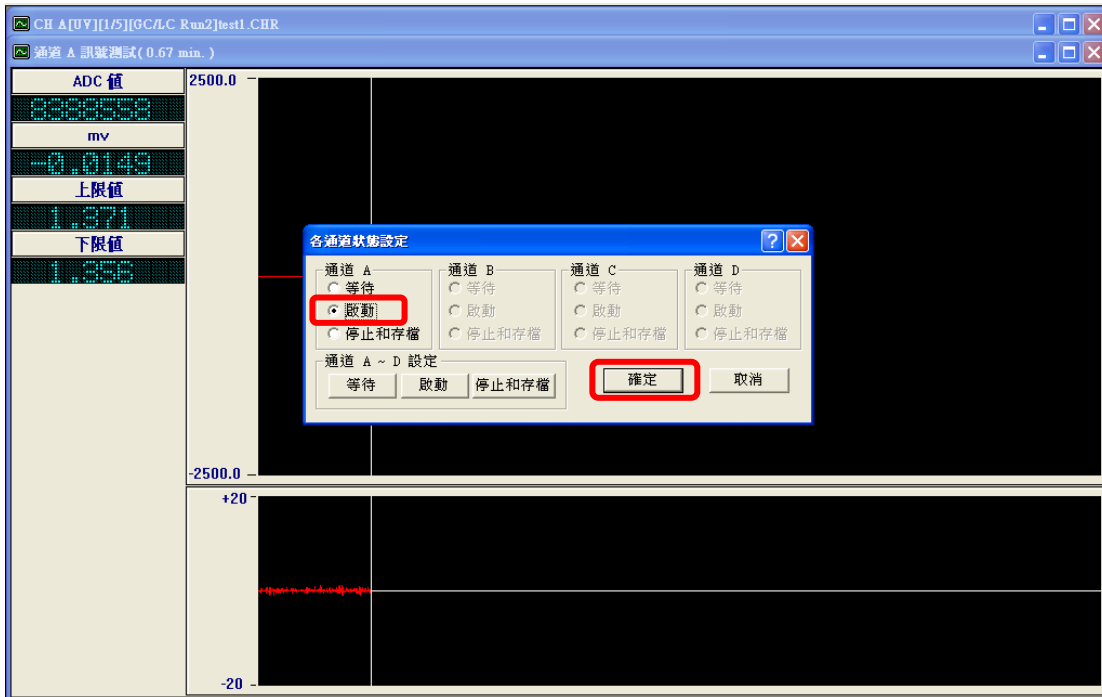 CH A[UV][1/5][GC/LC Run2]test1.CHR
通道 A 訊號測試( 0.67 min. )
ADC 值
8388558
mv
-0.0149
上限值
1.371
下限值
1.356
2500.0
-2500.0
+20
-20
各通道狀態設定
通道 A
等待
啟動
停止和存檔
通道 B
等待
啟動
停止和存檔
通道 C
等待
啟動
停止和存檔
通道 D
等待
啟動
停止和存檔
通道 A ~ D 設定
等待 啟動 停止和存檔
確定 取消